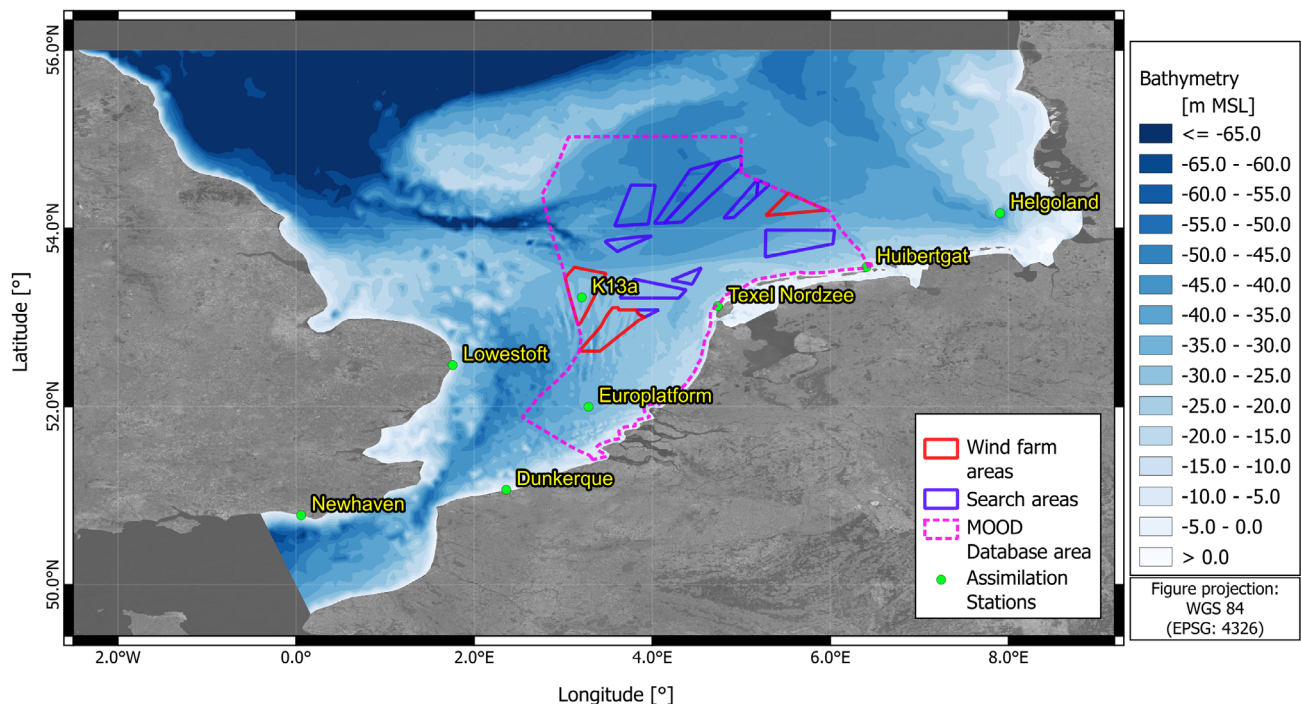 56.0°N
54.0°N
52.0°N
50.0°N
Latitude [°]
2.0°W
0.0°
2.0°E
4.0°E
6.0°E
8.0°E
Longitude [°]
Helgoland
Huibertgat
K13a
Texel Nordzee
Lowestoft
Europlatform
Dunkerque
Newhaven
Wind farm
areas
Search areas
MOOD
Database area
Assimilation
Stations
Bathymetry
[m MSL]
<= -65.0
-65.0 - -60.0
-60.0 - -55.0
-55.0 - -50.0
-50.0 - -45.0
-45.0 - -40.0
-40.0 - -35.0
-35.0 - -30.0
-30.0 - -25.0
-25.0 - -20.0
-20.0 - -15.0
-15.0 - -10.0
-10.0 - -5.0
-5.0 - 0.0
> 0.0
Figure projection:
WGS 84
(EPSG: 4326)